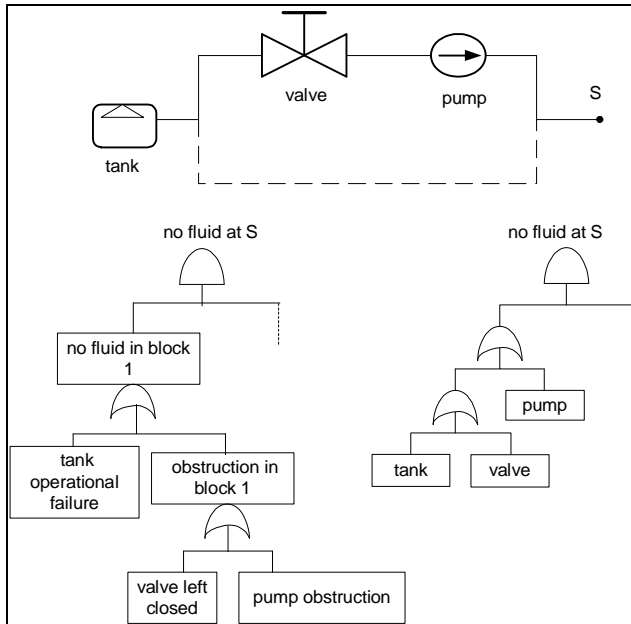 valve
pump
S
tank
no fluid at S
no fluid at S
no fluid in block
1
pump
tank
operational
failure
obstruction in
block 1
tank
valve
valve left
closed
pump obstruction